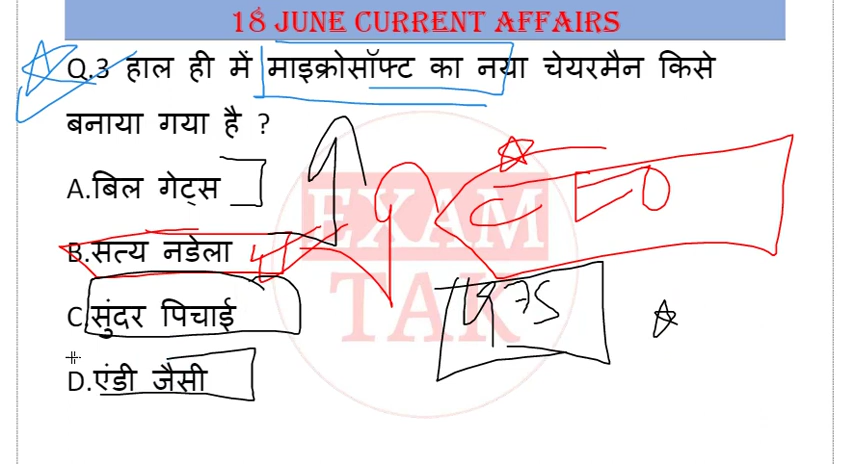 18 JUNE CURRENT AFFAIRS
Q.3 हाल ही में माइक्रोसॉफ्ट का नया चेयरमैन किसे
बनाया गया है ?
A.बिल गेट्स
B.सत्य नडेला
CEO
C.सुंदर पिचाई
1975
D.एंडी जैसी
EXAM
TAK